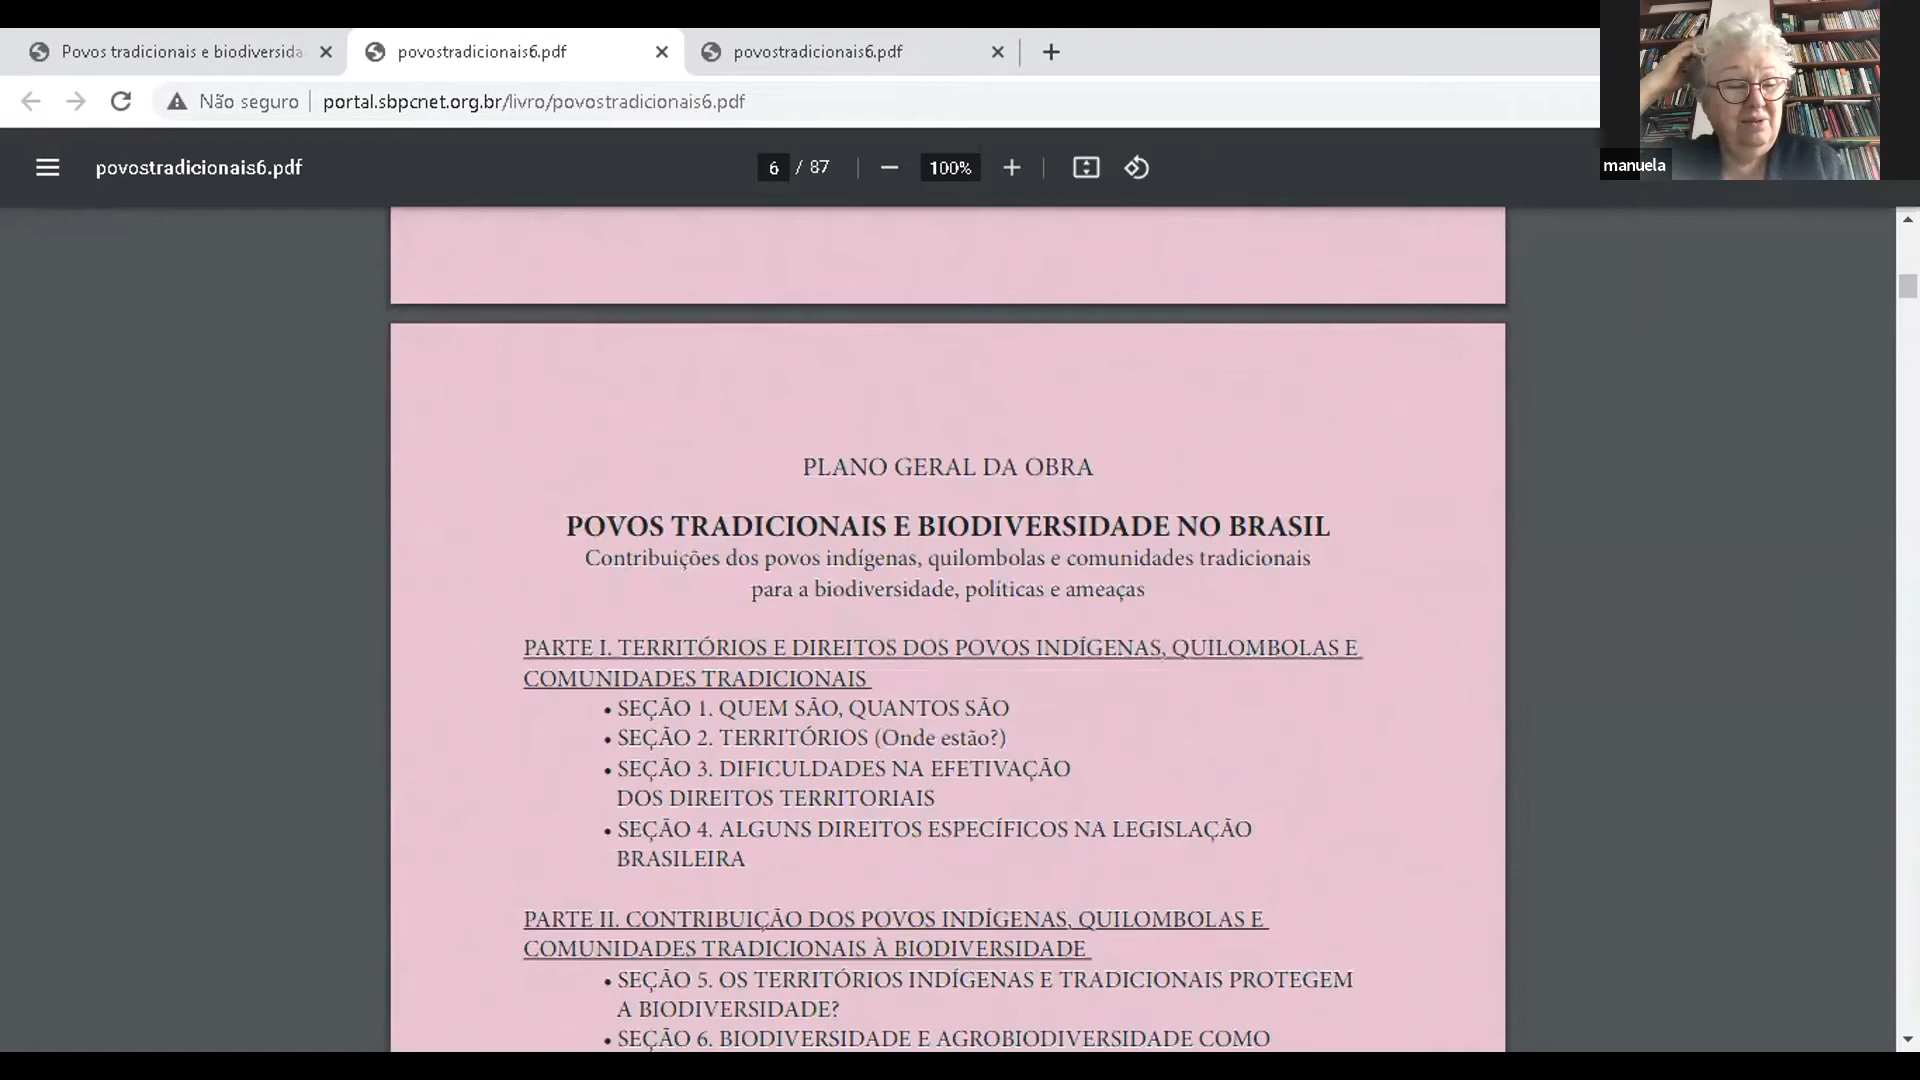 Povos tradicionais e biodiversida
povostradicionais6.pdf
povostradicionais6.pdf
Não seguro
portal.sbpcnet.org.br/livro/povostradicionais6.pdf
manuela
povostradicionais6.pdf
6 / 87
100%
PLANO GERAL DA OBRA
POVOS TRADICIONAIS E BIODIVERSIDADE NO BRASIL
Contribuições dos povos indígenas, quilombolas e comunidades tradicionais
para a biodiversidade, políticas e ameaças
PARTE I. TERRITÓRIOS E DIREITOS DOS POVOS INDÍGENAS, QUILOMBOLAS E
COMUNIDADES TRADICIONAIS
• SEÇÃO 1. QUEM SÃO, QUANTOS SÃO
• SEÇÃO 2. TERRITÓRIOS (Onde estão?)
• SEÇÃO 3. DIFICULDADES NA EFETIVAÇÃO
DOS DIREITOS TERRITORIAIS
• SEÇÃO 4. ALGUNS DIREITOS ESPECÍFICOS NA LEGISLAÇÃO
BRASILEIRA
PARTE II. CONTRIBUIÇÃO DOS POVOS INDÍGENAS, QUILOMBOLAS E
COMUNIDADES TRADICIONAIS À BIODIVERSIDADE
• SEÇÃO 5. OS TERRITÓRIOS INDÍGENAS E TRADICIONAIS PROTEGEM
A BIODIVERSIDADE?
• SEÇÃO 6. BIODIVERSIDADE E AGROBIODIVERSIDADE COMO